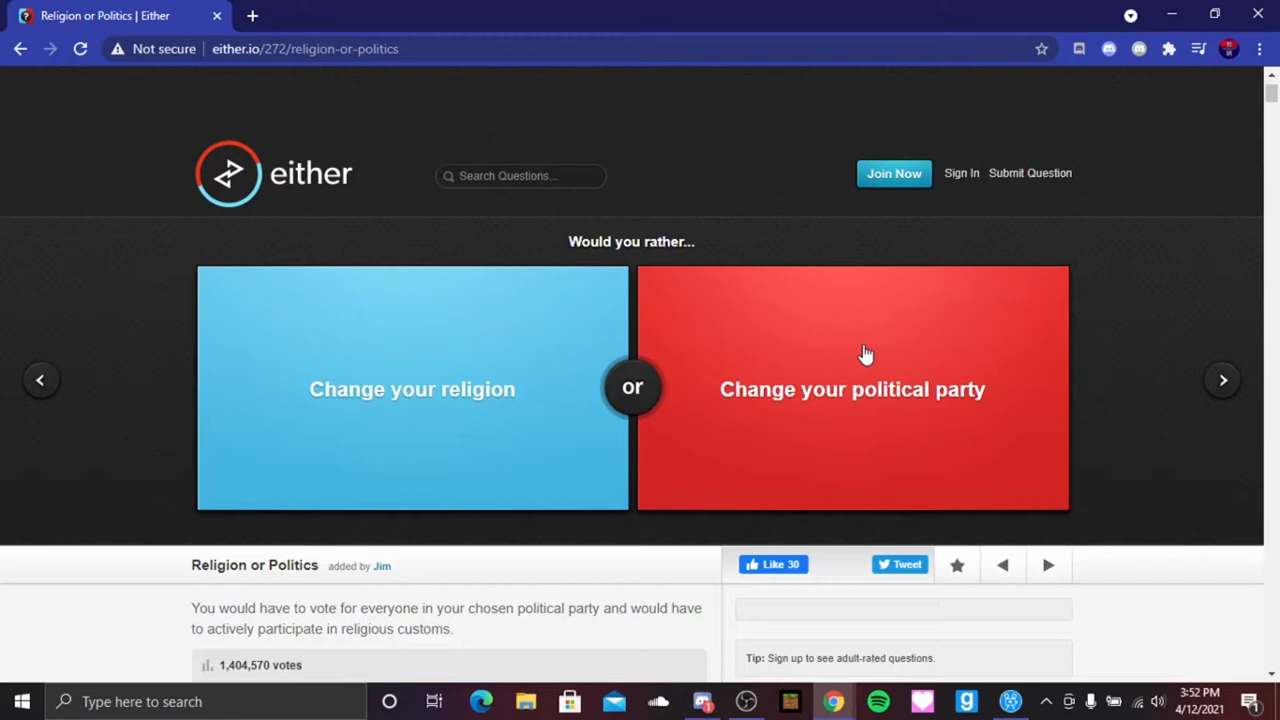 Religion or Politics | Either
Not secure
either.io/272/religion-or-politics
either
Search Questions...
Join Now
Sign In
Submit Question
Would you rather...
Change your religion
or
Change your political party
Religion or Politics added by Jim
Like 30
Tweet
You would have to vote for everyone in your chosen political party and would have
to actively participate in religious customs.
1,404,570 votes
Tip: Sign up to see adult-rated questions.
Type here to search
3:52 PM
4/12/2021